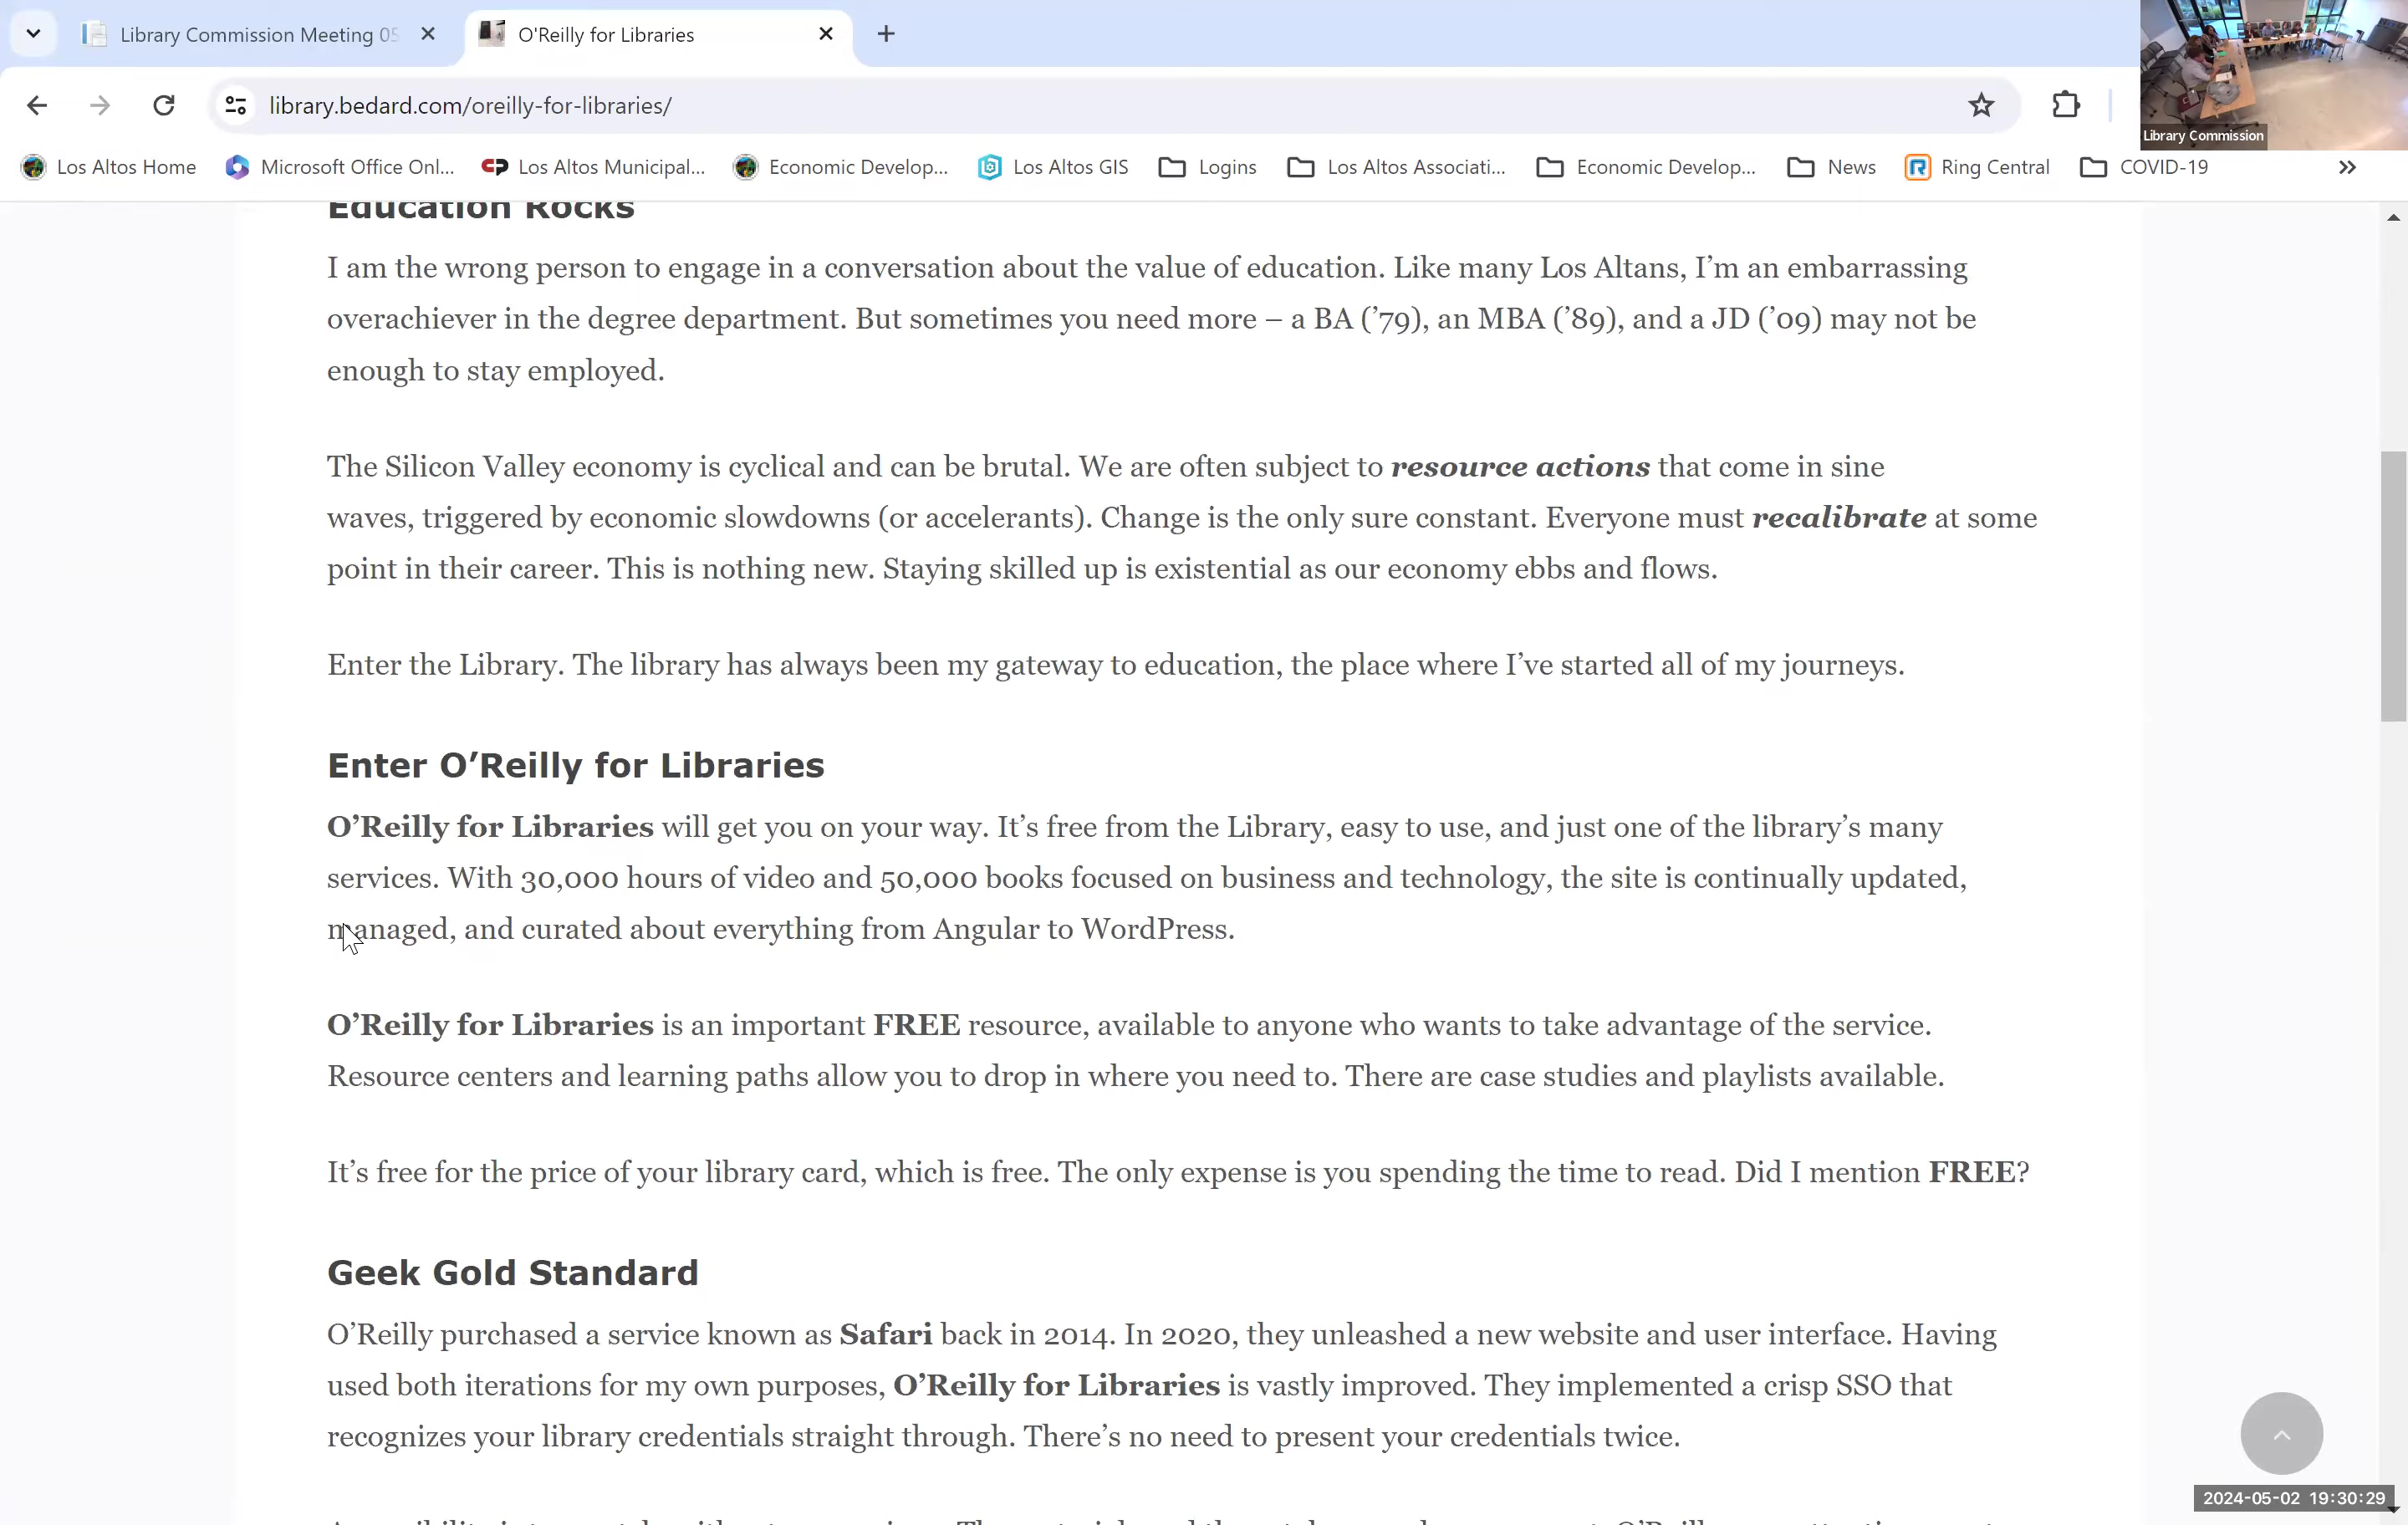 Library Commission Meeting 05
O'Reilly for Libraries
library.bedard.com/oreilly-for-libraries/
Library Commission
Los Altos Home
Microsoft Office Onl...
Los Altos Municipal...
Economic Develop...
Los Altos GIS
Logins
Los Altos Associati...
Economic Develop...
News
Ring Central
COVID-19
Education Rocks
I am the wrong person to engage in a conversation about the value of education. Like many Los Altans, I’m an embarrassing
overachiever in the degree department. But sometimes you need more – a BA (’79), an MBA (’89), and a JD (’09) may not be
enough to stay employed.
The Silicon Valley economy is cyclical and can be brutal. We are often subject to resource actions that come in sine
waves, triggered by economic slowdowns (or accelerants). Change is the only sure constant. Everyone must recalibrate at some
point in their career. This is nothing new. Staying skilled up is existential as our economy ebbs and flows.
Enter the Library. The library has always been my gateway to education, the place where I’ve started all of my journeys.
Enter O’Reilly for Libraries
O’Reilly for Libraries will get you on your way. It’s free from the Library, easy to use, and just one of the library’s many
services. With 30,000 hours of video and 50,000 books focused on business and technology, the site is continually updated,
managed, and curated about everything from Angular to WordPress.
O’Reilly for Libraries is an important FREE resource, available to anyone who wants to take advantage of the service.
Resource centers and learning paths allow you to drop in where you need to. There are case studies and playlists available.
It’s free for the price of your library card, which is free. The only expense is you spending the time to read. Did I mention FREE?
Geek Gold Standard
O’Reilly purchased a service known as Safari back in 2014. In 2020, they unleashed a new website and user interface. Having
used both iterations for my own purposes, O’Reilly for Libraries is vastly improved. They implemented a crisp SSO that
recognizes your library credentials straight through. There’s no need to present your credentials twice.
2024-05-02 19:30:29